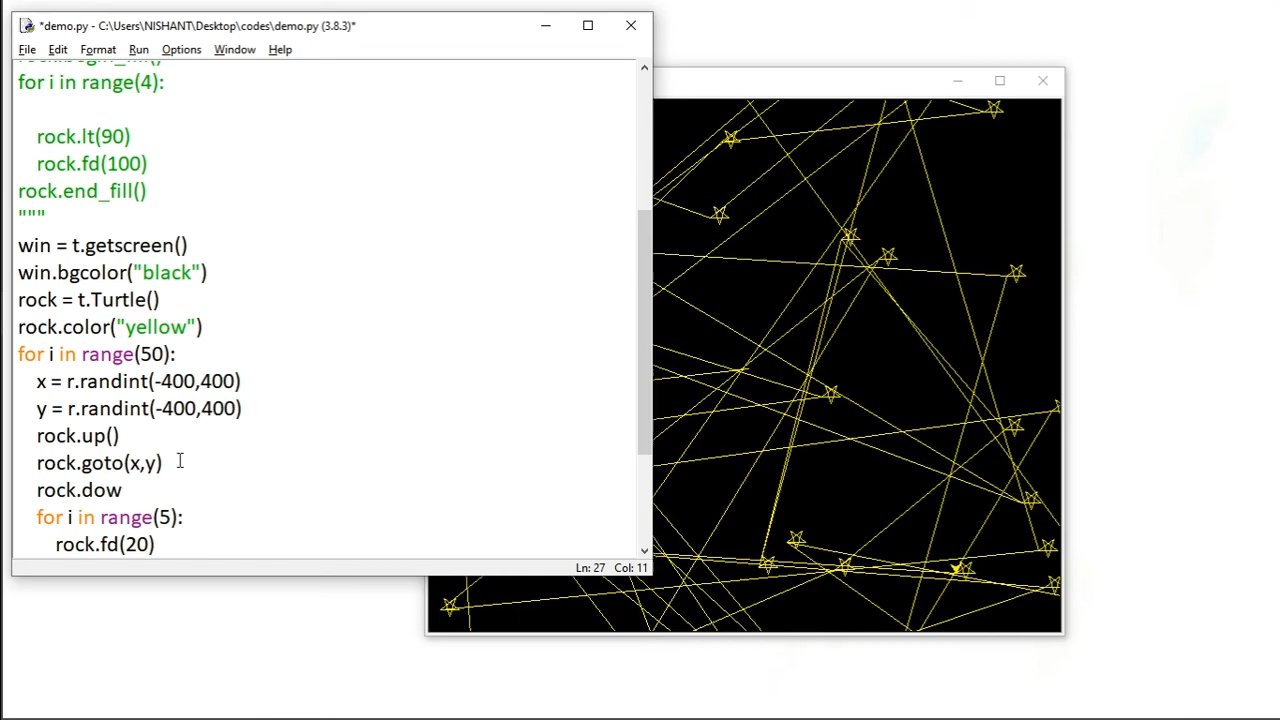 *demo.py - C:\Users\NISHANT\Desktop\codes\demo.py (3.8.3)*
File Edit Format Run Options Window Help
for i in range(4):
rock.lt(90)
rock.fd(100)
rock.end_fill()
"""
win = t.getscreen()
win.bgcolor("black")
rock = t.Turtle()
rock.color("yellow")
for i in range(50):
x = r.randint(-400,400)
y = r.randint(-400,400)
rock.up()
rock.goto(x,y)
rock.dow
for i in range(5):
rock.fd(20)
Ln: 27 Col: 11